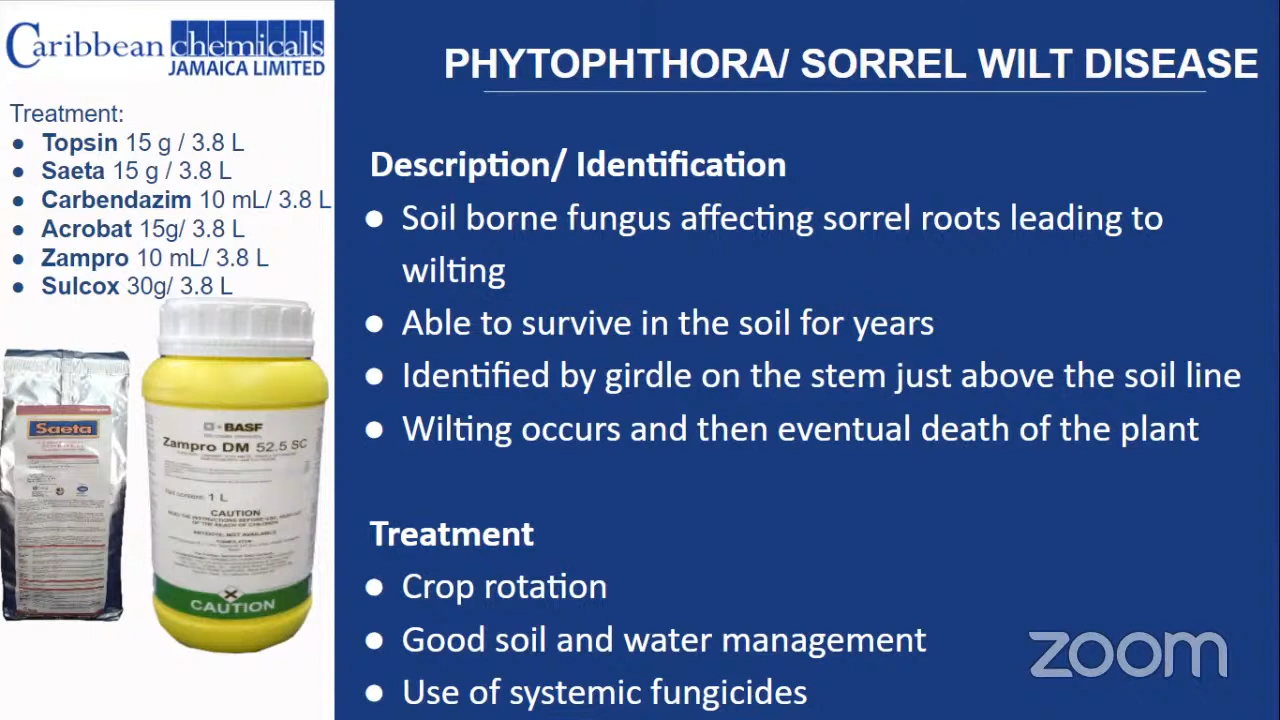 Caribbean chemicals
JAMAICA LIMITED
Treatment:
● Topsin 15 g / 3.8 L
● Saeta 15 g / 3.8 L
● Carbendazim 10 mL/ 3.8 L
● Acrobat 15g/ 3.8 L
● Zampro 10 mL/ 3.8 L
● Sulcox 30g/ 3.8 L
Saeta
BASF
Zampro DM 52.5 SC
1 L
CAUTION
CAUTION
PHYTOPHTHORA/ SORREL WILT DISEASE
Description/ Identification
● Soil borne fungus affecting sorrel roots leading to
wilting
● Able to survive in the soil for years
● Identified by girdle on the stem just above the soil line
● Wilting occurs and then eventual death of the plant
Treatment
● Crop rotation
● Good soil and water management
● Use of systemic fungicides
zoom